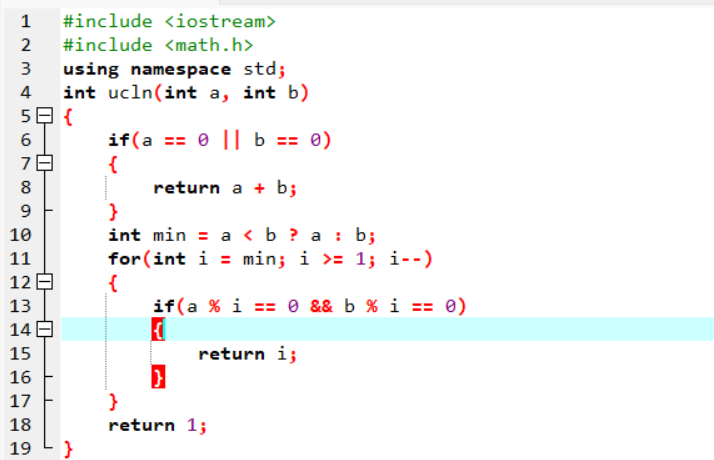 1 #include <iostream>
2 #include <math.h>
3 using namespace std;
4 int ucln(int a, int b)
5 {
6 if(a == 0 || b == 0)
7 {
8 return a + b;
9 }
10 int min = a < b ? a : b;
11 for(int i = min; i >= 1; i--)
12 {
13 if(a % i == 0 && b % i == 0)
14 {
15 return i;
16 }
17 }
18 return 1;
19 }